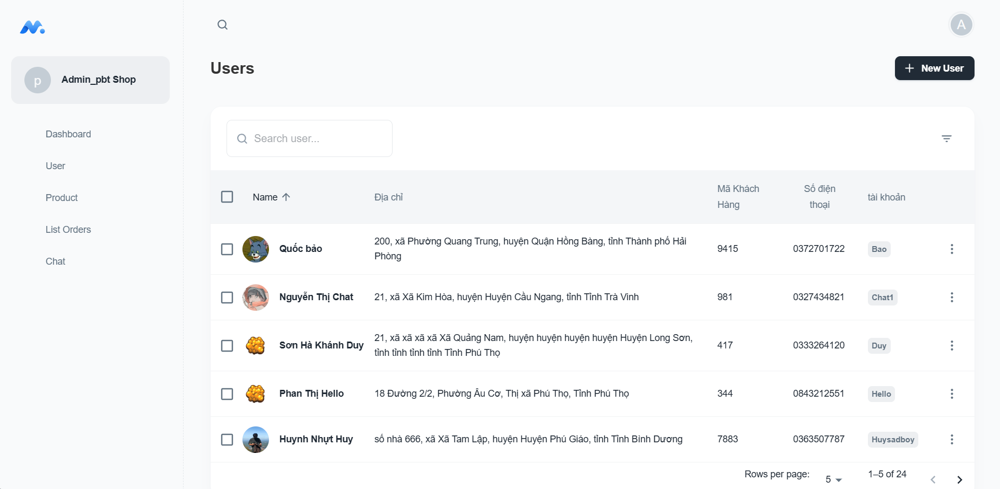 A
p
Admin_pbt Shop
Dashboard
User
Product
List Orders
Chat
Users
New User
Search user...
Name
Địa chỉ
Mã Khách
Hàng
Số điện
thoại
tài khoản
Quốc bảo
200, xã Phường Quang Trung, huyện Quận Hồng Bàng, tỉnh Thành phố Hải
Phòng
9415
0372701722
Bao
Nguyễn Thị Chat
21, xã Xã Kim Hòa, huyện Huyện Cầu Ngang, tỉnh Tỉnh Trà Vinh
981
0327434821
Chat1
Sơn Hà Khánh Duy
21, xã xã xã xã Xã Quảng Nam, huyện huyện huyện huyện Huyện Long Sơn,
tỉnh tỉnh tỉnh tỉnh Tỉnh Phú Thọ
417
0333264120
Duy
Phan Thị Hello
18 Đường 2/2, Phường Âu Cơ, Thị xã Phú Thọ, Tỉnh Phú Thọ
344
0843212551
Hello
Huynh Nhựt Huy
số nhà 666, xã Xã Tam Lập, huyện Huyện Phú Giáo, tỉnh Tỉnh Bình Dương
7883
0363507787
Huysadboy
Rows per page:
5
1–5 of 24